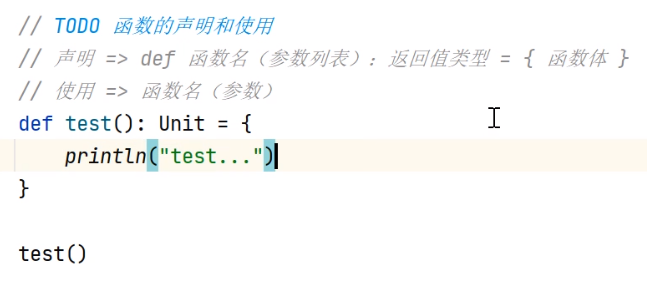 // TODO 函数的声明和使用
// 声明 => def 函数名（参数列表）：返回值类型 = { 函数体 }
// 使用 => 函数名（参数）
def test(): Unit = {
    println("test...")
}
test()